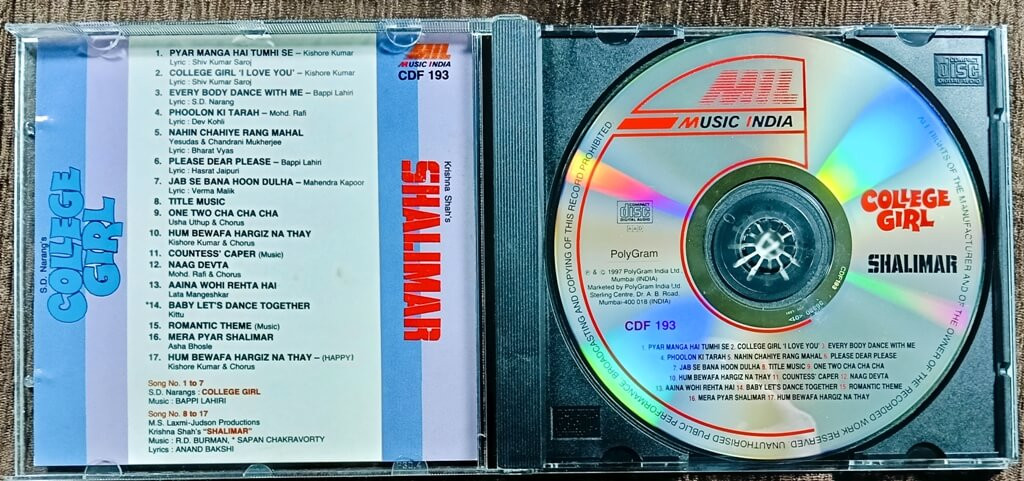 S.D. Narang's
COLLEGE
GIRL
1. PYAR MANGA HAI TUMHI SE – Kishore Kumar
Lyric : Shiv Kumar Saroj
2. COLLEGE GIRL 'I LOVE YOU' – Kishore Kumar
Lyric : Shiv Kumar Saroj
3. EVERY BODY DANCE WITH ME – Bappi Lahiri
Lyric : S.D. Narang
4. PHOOLON KI TARAH – Mohd. Rafi
Lyric : Dev Kohli
5. NAHIN CHAHIYE RANG MAHAL
Yesudas & Chandrani Mukherjee
Lyric : Bharat Vyas
6. PLEASE DEAR PLEASE – Bappi Lahiri
Lyric : Hasrat Jaipuri
7. JAB SE BANA HOON DULHA – Mahendra Kapoor
Lyric : Verma Malik
8. TITLE MUSIC
9. ONE TWO CHA CHA CHA
Usha Uthup & Chorus
10. HUM BEWAFA HARGIZ NA THAY
Kishore Kumar & Chorus
11. COUNTESS' CAPER (Music)
12. NAAG DEVTA
Mohd. Rafi & Chorus
13. AAINA WOHI REHTA HAI
Lata Mangeshkar
*14. BABY LET'S DANCE TOGETHER
Kittu
15. ROMANTIC THEME (Music)
16. MERA PYAR SHALIMAR
Asha Bhosle
17. HUM BEWAFA HARGIZ NA THAY – (HAPPY)
Kishore Kumar & Chorus
Song No. 1 to 7
S.D. Narangs : COLLEGE GIRL
Music : BAPPI LAHIRI
Song No. 8 to 17
M.S. Laxmi-Judson Productions
Krishna Shah's "SHALIMAR"
Music : R.D. BURMAN, * SAPAN CHAKRAVORTY
Lyrics : ANAND BAKSHI
MIL
MUSIC INDIA
CDF 193
Krishna Shah's
SHALIMAR
MIL
MUSIC INDIA
COMPACT
disc
DIGITAL AUDIO
PolyGram
P & © 1997 PolyGram India Ltd.
Mumbai (INDIA)
Marketed by PolyGram India Ltd.
Sterling Centre, Dr. A. B. Road,
Mumbai-400 018 (INDIA)
CDF 193
COLLEGE
GIRL
SHALIMAR
1. PYAR MANGA HAI TUMHI SE 2. COLLEGE GIRL 'I LOVE YOU' 3. EVERY BODY DANCE WITH ME
4. PHOOLON KI TARAH 5. NAHIN CHAHIYE RANG MAHAL 6. PLEASE DEAR PLEASE
7. JAB SE BANA HOON DULHA 8. TITLE MUSIC 9. ONE TWO CHA CHA CHA
10. HUM BEWAFA HARGIZ NA THAY 11. COUNTESS' CAPER 12. NAAG DEVTA
13. AAINA WOHI REHTA HAI 14. BABY LET'S DANCE TOGETHER 15. ROMANTIC THEME
16. MERA PYAR SHALIMAR 17. HUM BEWAFA HARGIZ NA THAY
ALL RIGHTS OF THE MANUFACTURER AND OF THE OWNER OF THE RECORDED WORK RESERVED. UNAUTHORISED PUBLIC PERFORMANCE BROADCASTING AND COPYING OF THIS RECORD PROHIBITED
COMPACT
disc